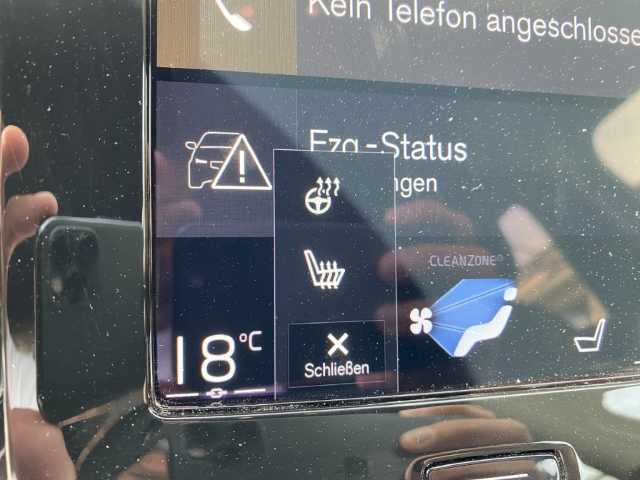 Kein Telefon angeschlosse
Fzg.-Status
ngen
CLEANZONE
18°C
Schließen